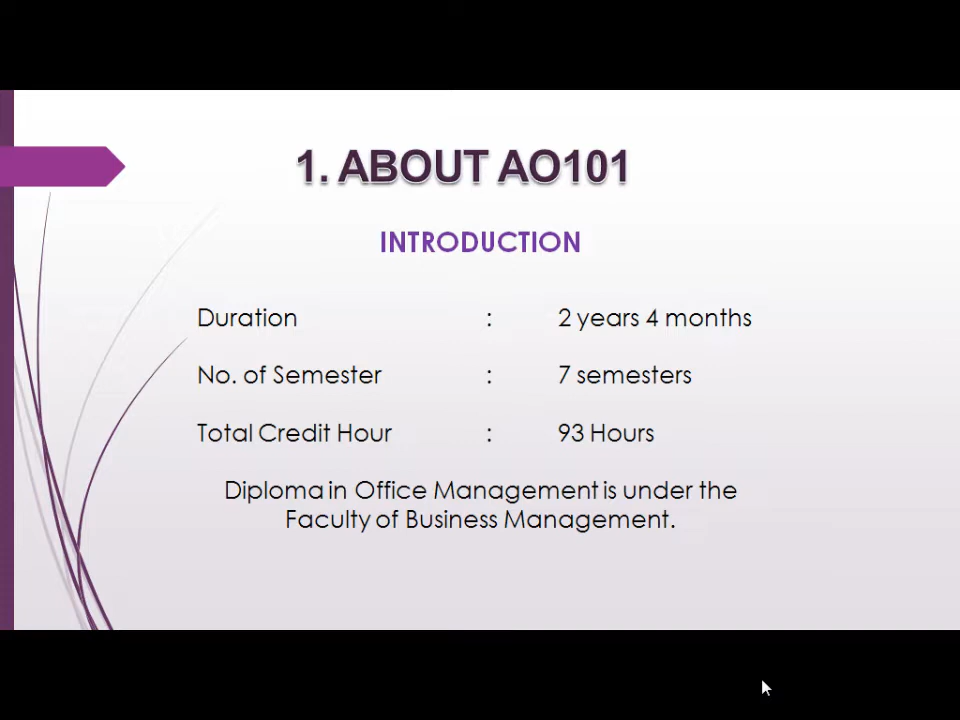 1. ABOUT AO101
INTRODUCTION
Duration : 2 years 4 months
No. of Semester : 7 semesters
Total Credit Hour : 93 Hours
Diploma in Office Management is under the
Faculty of Business Management.